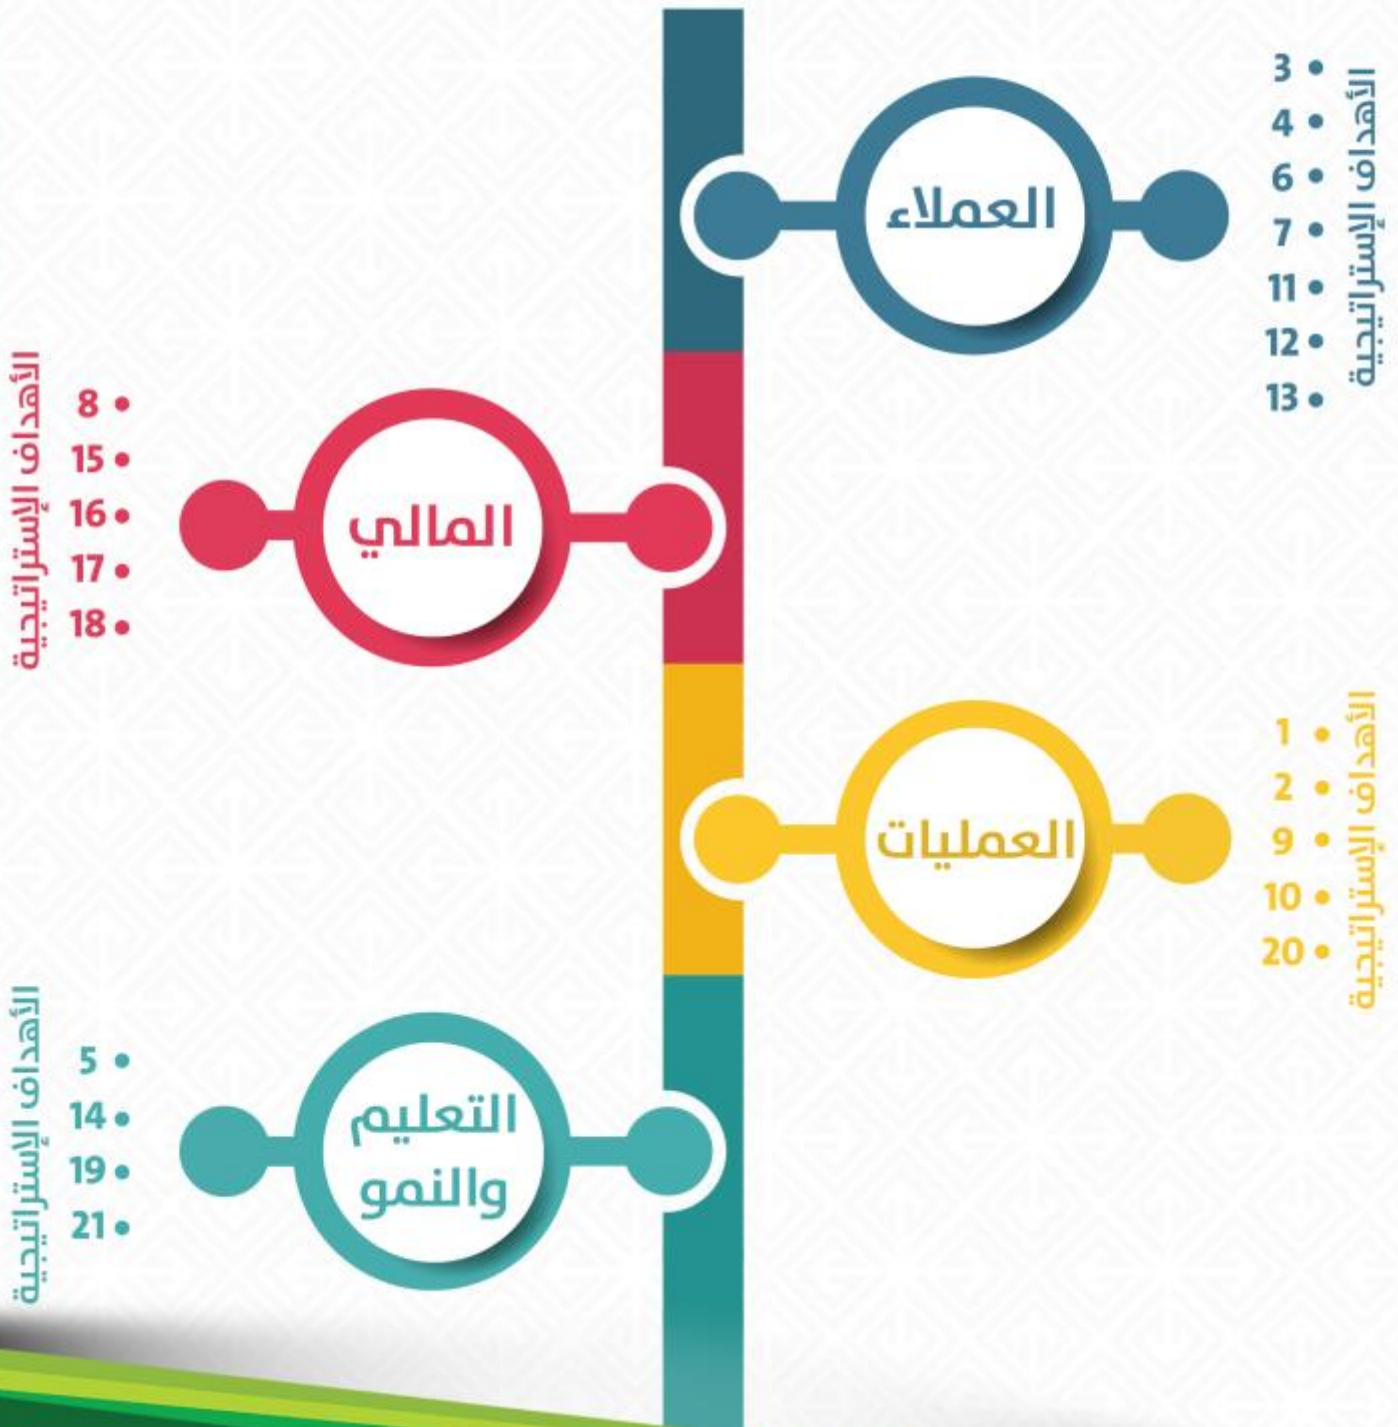 العملاء
الأهداف الإستراتيجية
3 •
4 •
6 •
7 •
11 •
12 •
13 •
المالي
الأهداف الإستراتيجية
8 •
15 •
16 •
17 •
18 •
العمليات
الأهداف الإستراتيجية
1 •
2 •
9 •
10 •
20 •
التعليم
والنمو
الأهداف الإستراتيجية
5 •
14 •
19 •
21 •